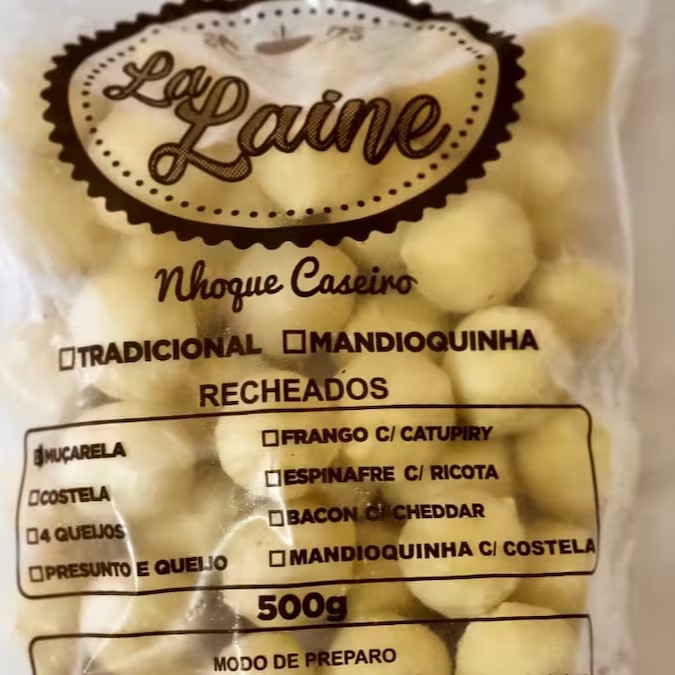 La
Laine
Nhoque Caseiro
☐TRADICIONAL ☐MANDIOQUINHA
RECHEADOS
MUÇARELA
☐COSTELA
☐4 QUEIJOS
☐PRESUNTO E QUEIJO
☐FRANGO C/ CATUPIRY
☐ESPINAFRE C/ RICOTA
☐BACON C/ CHEDDAR
☐MANDIOQUINHA C/ COSTELA
500g
MODO DE PREPARO